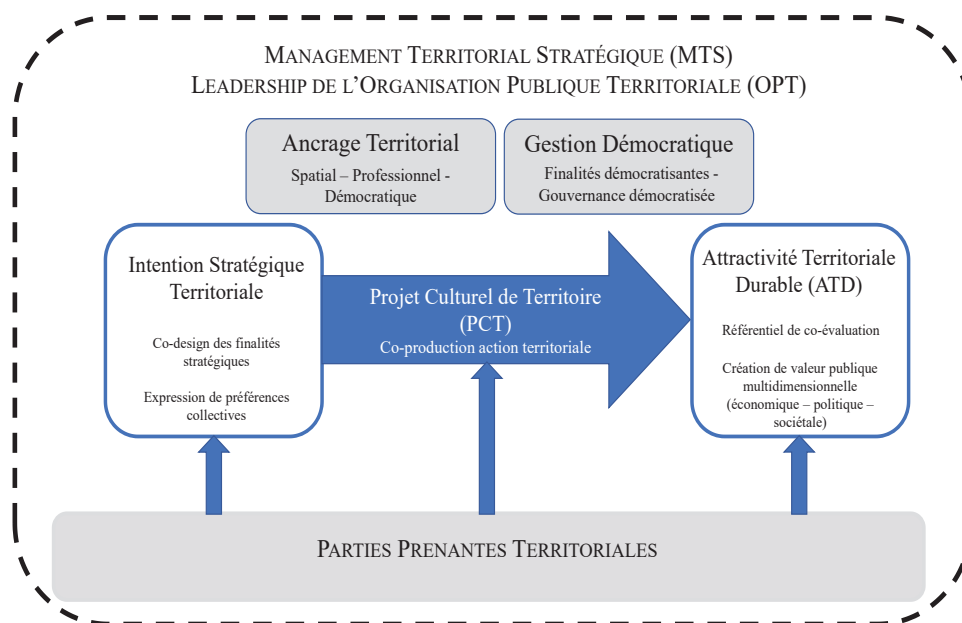 MANAGEMENT TERRITORIAL STRATÉGIQUE (MTS)
LEADERSHIP DE L'ORGANISATION PUBLIQUE TERRITORIALE (OPT)
Ancrage Territorial
Spatial – Professionnel -
Démocratique
Gestion Démocratique
Finalités démocratisantes -
Gouvernance démocratisée
Intention Stratégique
Territoriale
Co-design des finalités
stratégiques
Expression de préférences
collectives
Projet Culturel de Territoire
(PCT)
Co-production action territoriale
Attractivité Territoriale
Durable (ATD)
Référentiel de co-évaluation
Création de valeur publique
multidimensionnelle
(économique – politique –
sociétale)
PARTIES PRENANTES TERRITORIALES